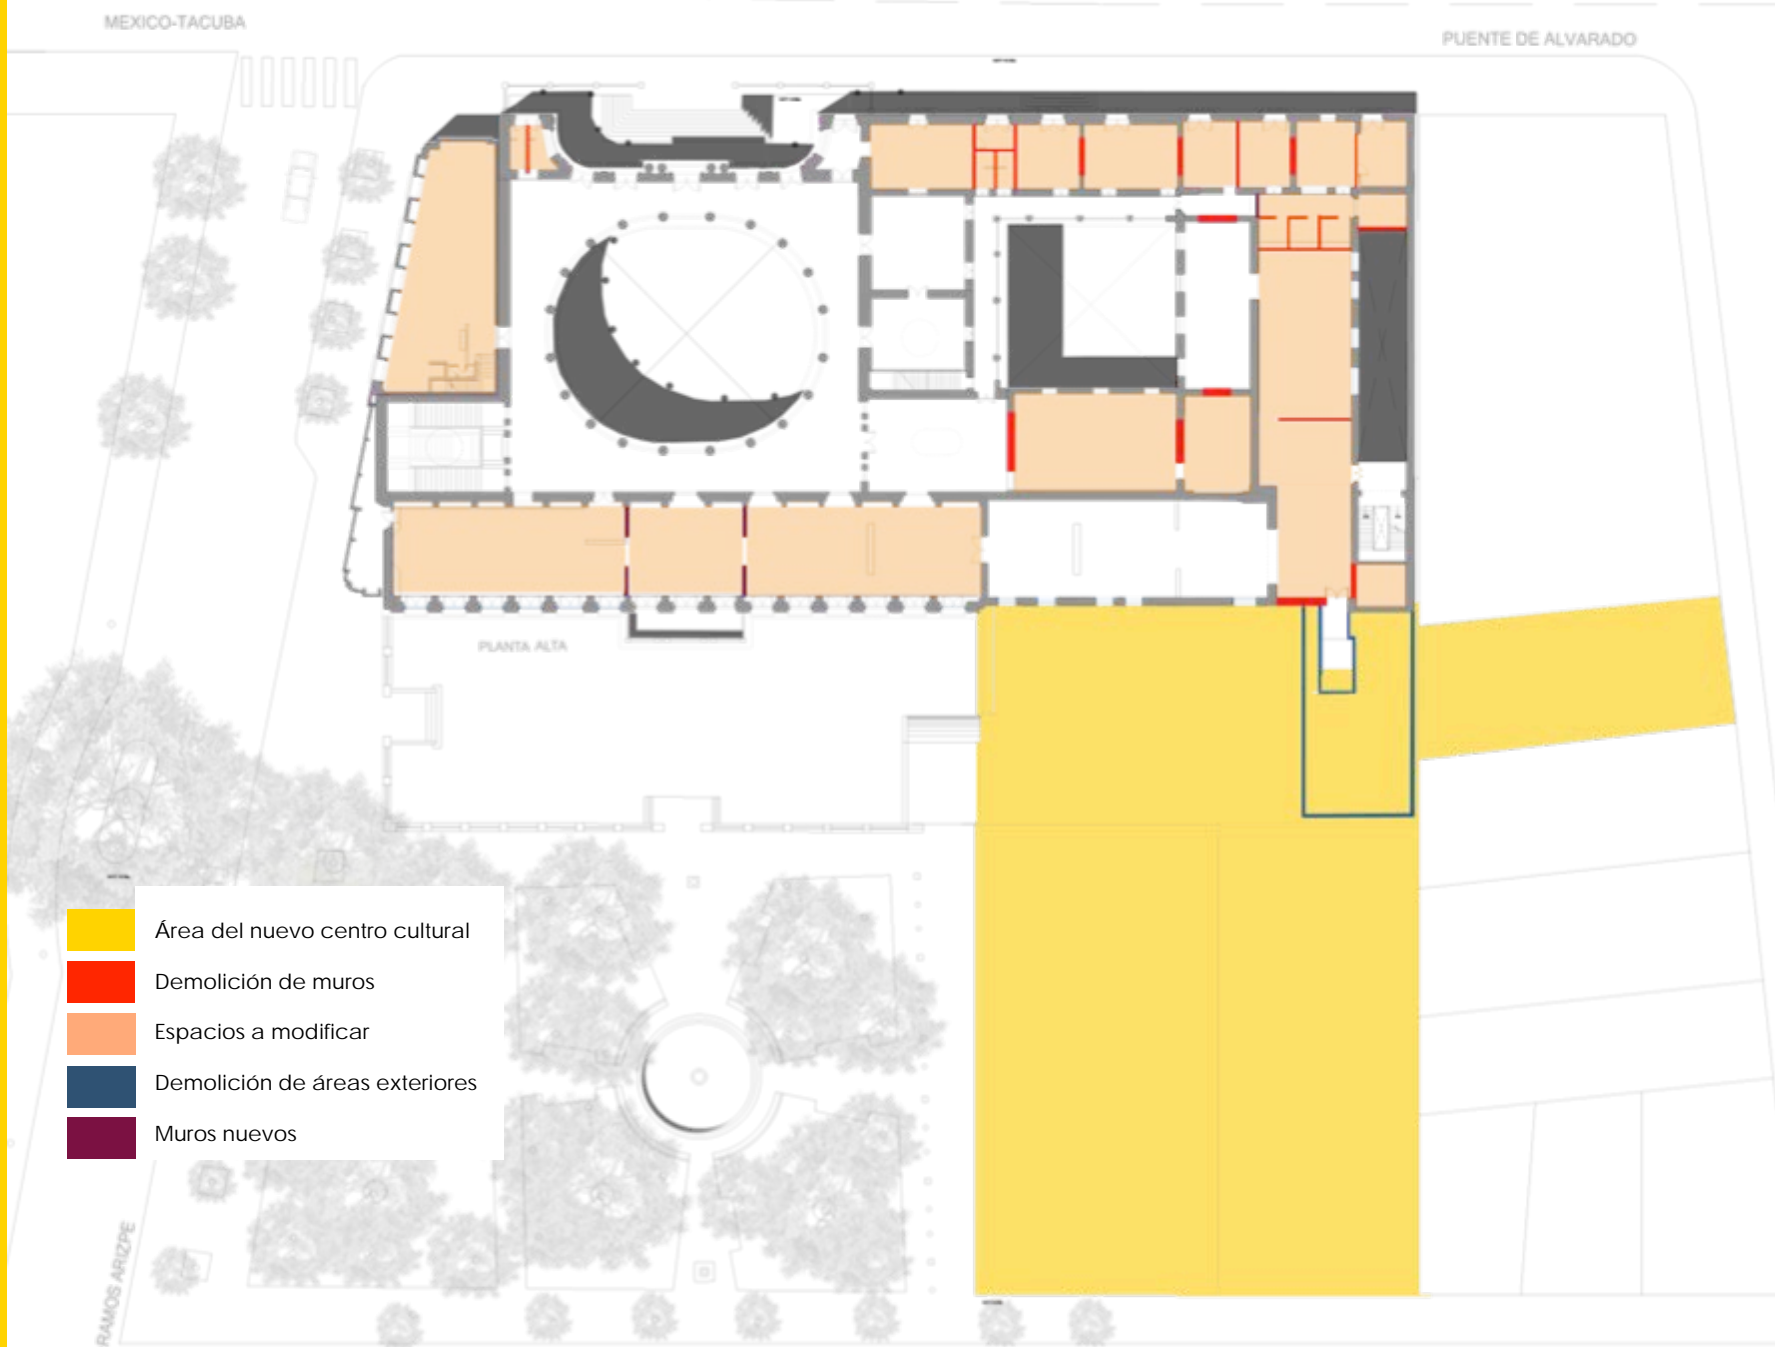 MEXICO-TACUBA
PUENTE DE ALVARADO
PLANTA ALTA
Área del nuevo centro cultural
Demolición de muros
Espacios a modificar
Demolición de áreas exteriores
Muros nuevos
RAMOS ARIZPE